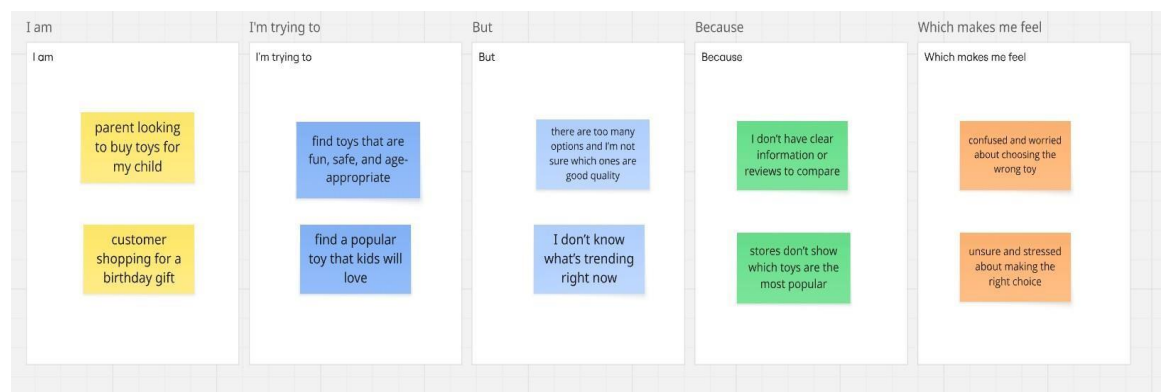 I am
I'm trying to
But
Because
Which makes me feel
I am
I'm trying to
But
Because
Which makes me feel
parent looking
to buy toys for
my child
find toys that are
fun, safe, and age-
appropriate
there are too many
options and I'm not
sure which ones are
good quality
I don't have clear
information or
reviews to compare
confused and worried
about choosing the
wrong toy
customer
shopping for a
birthday gift
find a popular
toy that kids will
love
I don't know
what's trending
right now
stores don't show
which toys are the
most popular
unsure and stressed
about making the
right choice